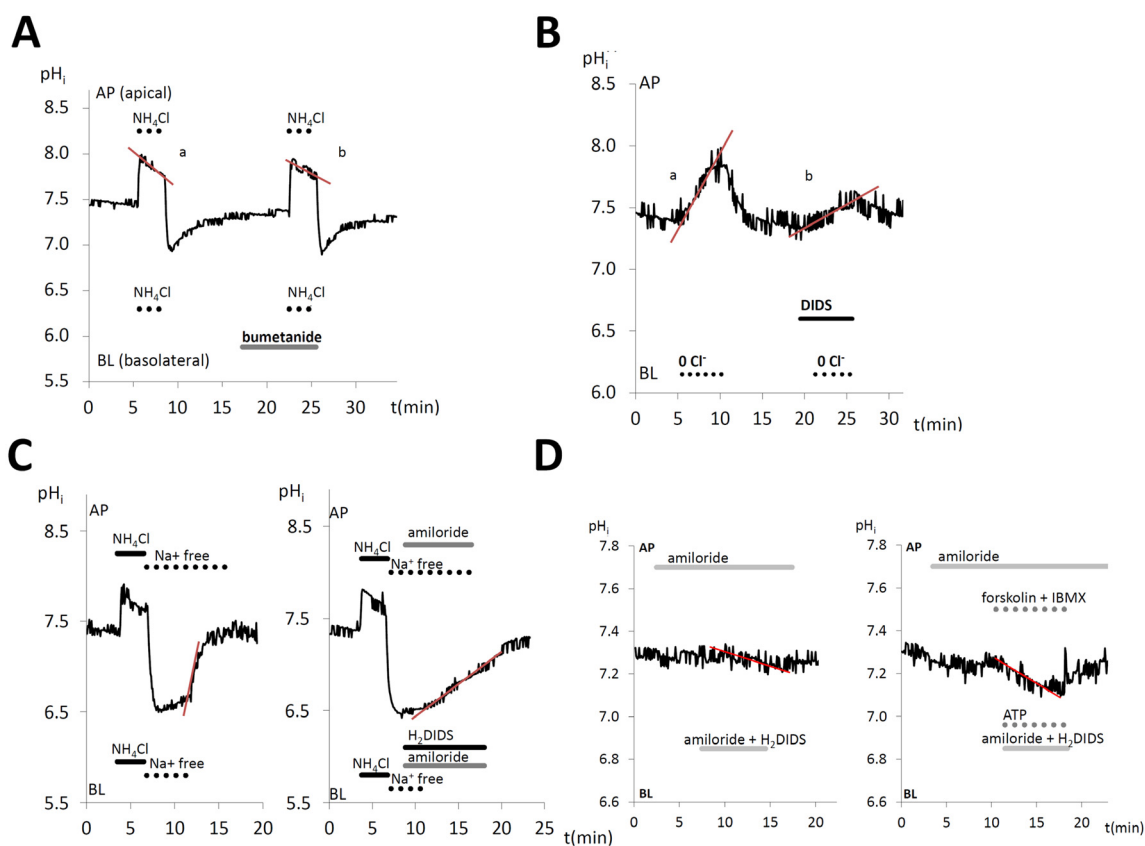 A
pHi
AP (apical)
8.5
NH4Cl
NH4Cl
8.0
a
b
7.5
7.0
6.5
NH4Cl
NH4Cl
6.0
bumetanide
BL (basolateral)
5.5
0 5 10 15 20 25 30
t(min)
B
pHi
AP
8.5
8.0
a
b
7.5
7.0
DIDS
6.5
0 Cl-
0 Cl-
BL
6.0
0 5 10 15 20 25 30
t(min)
C
pHi
AP
8.5
NH4Cl
Na+ free
7.5
6.5
NH4Cl
Na+ free
BL
5.5
0 5 10 15 20
pHi
AP
8.5
amiloride
NH4Cl
Na+ free
7.5
6.5
H2DIDS
NH4Cl
amiloride
Na+ free
BL
5.5
0 5 10 15 20 25
t(min)
D
pHi
7.8
AP
amiloride
7.6
7.4
7.2
7.0
amiloride + H2DIDS
6.8
BL
6.6
0 5 10 15 20
pHi
7.8
AP
amiloride
7.6
forskolin + IBMX
7.4
7.2
7.0
ATP
amiloride + H2DIDS
6.8
BL
6.6
0 5 10 15 20
t(min)